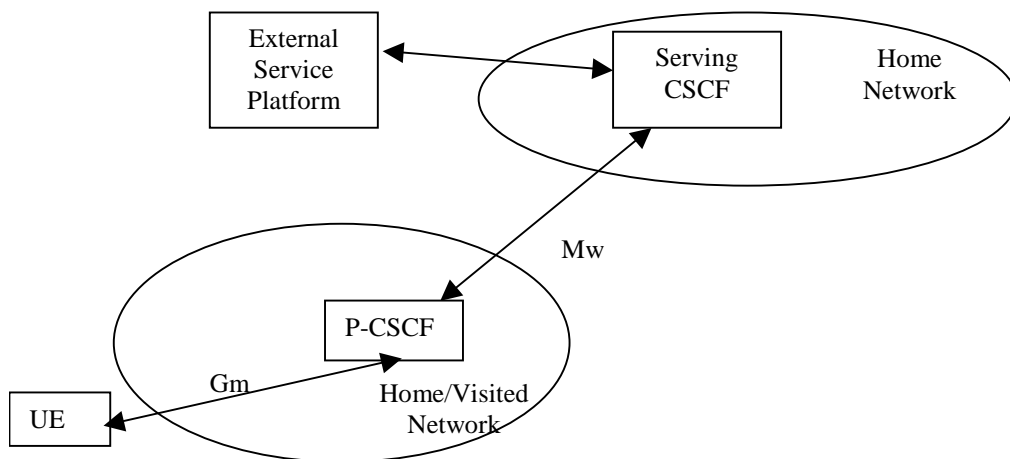 External
Service
Platform
Serving
CSCF
Home
Network
Mw
P-CSCF
Gm
Home/Visited
Network
UE